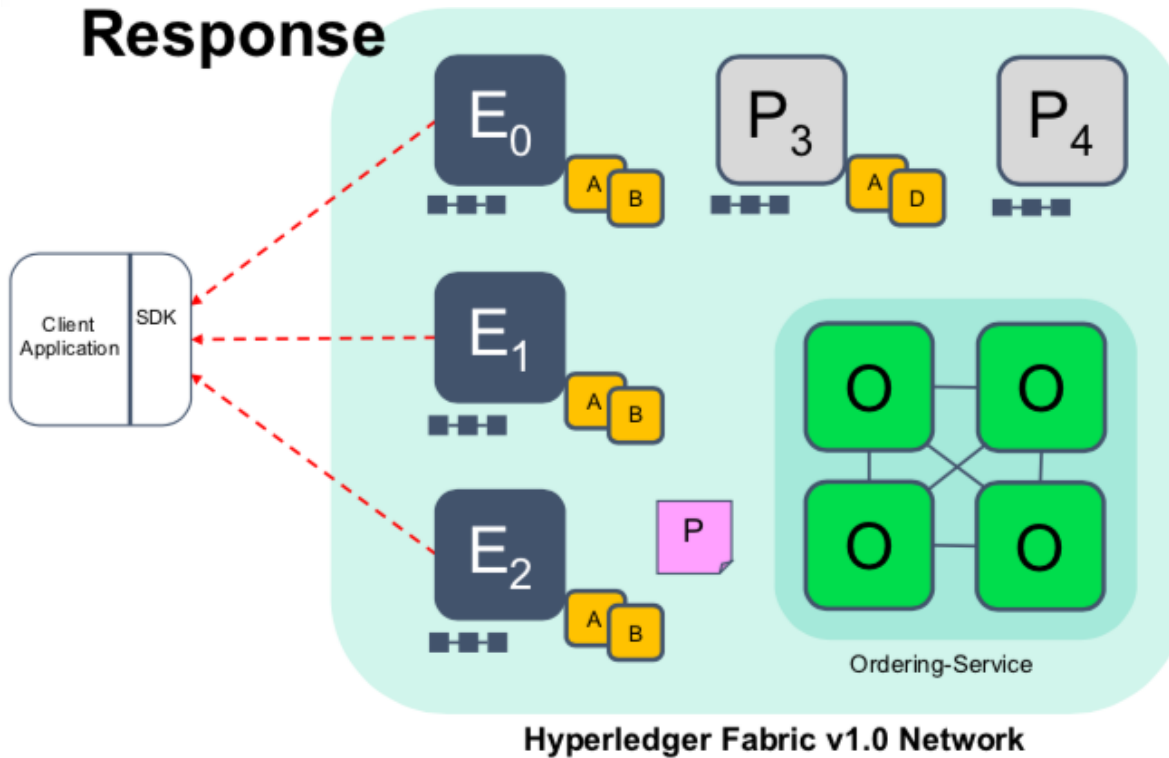 Response
E0
A
B
P3
A
D
P4
Client
Application
SDK
E1
A
B
O
O
E2
A
B
P
O
O
Ordering-Service
Hyperledger Fabric v1.0 Network